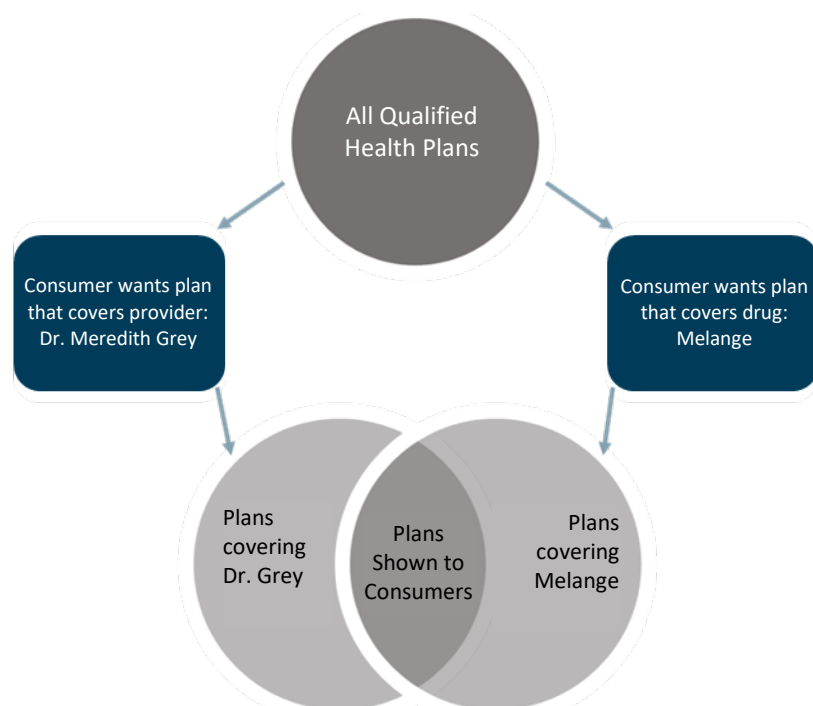 All Qualified
Health Plans
Consumer wants plan
that covers provider:
Dr. Meredith Grey
Consumer wants plan
that covers drug:
Melange
Plans
covering
Dr. Grey
Plans
Shown to
Consumers
Plans
covering
Melange